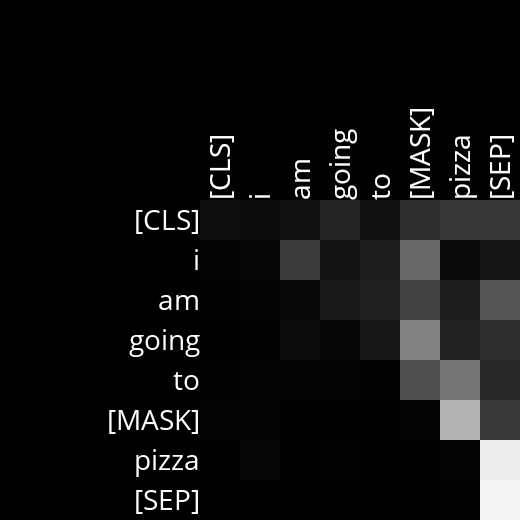 [CLS] i am going to [MASK] pizza [SEP]
[CLS]
i
am
going
to
[MASK]
pizza
[SEP]